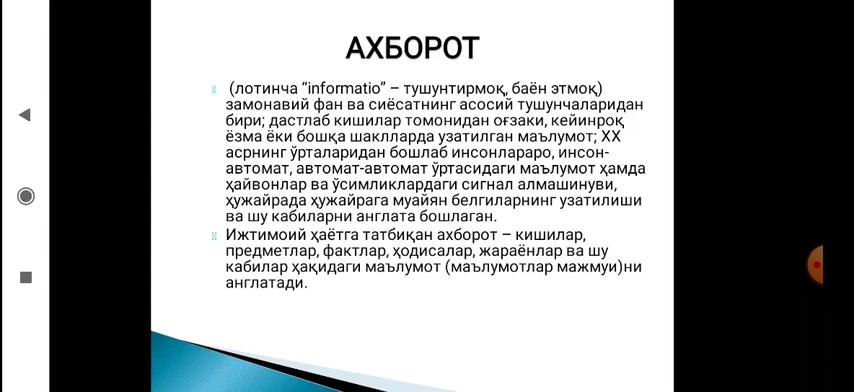 АХБОРОТ
(лотинча “informatio” – тушунтирмоқ, баён этмоқ)
замонавий фан ва сиёсатнинг асосий тушунчаларидан
бири; дастлаб кишилар томонидан оғзаки, кейинроқ
ёзма ёки бошқа шаклларда узатилган маълумот; XX
асрнинг ўрталаридан бошлаб инсонлараро, инсон-
автомат, автомат-автомат ўртасидаги маълумот ҳамда
ҳайвонлар ва ўсимликлардаги сигнал алмашинуви,
ҳужайрада ҳужайрага муайян белгиларнинг узатилиши
ва шу кабиларни англата бошлаган.
Ижтимоий ҳаётга татбиқан ахборот – кишилар,
предметлар, фактлар, ҳодисалар, жараёнлар ва шу
кабилар ҳақидаги маълумот (маълумотлар мажмуи)ни
англатади.